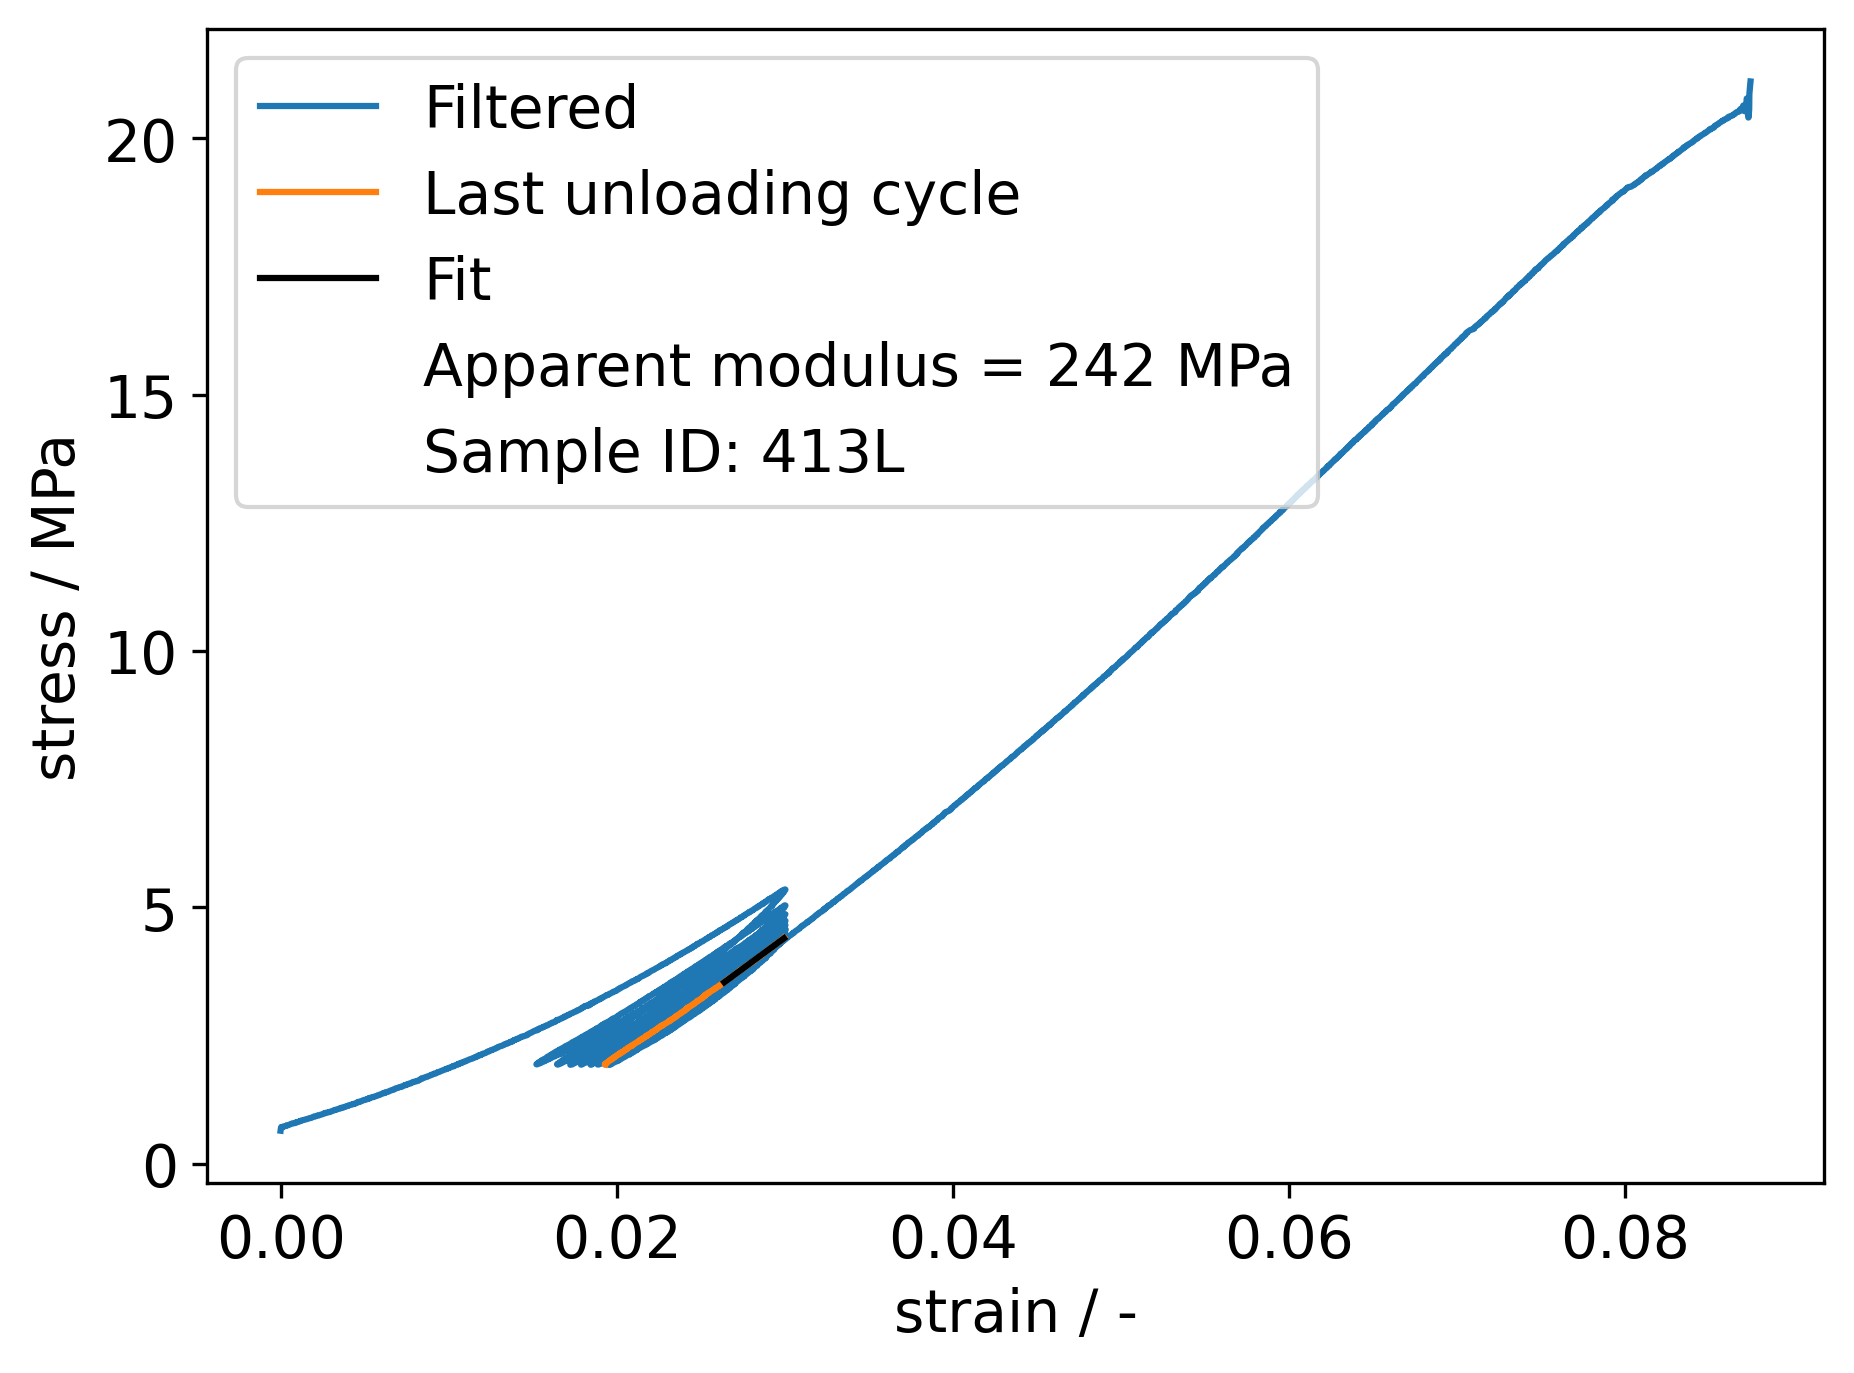 Filtered
Last unloading cycle
Fit
Apparent modulus = 242 MPa
Sample ID: 413L
20
15
10
5
0
stress / MPa
0.00 0.02 0.04 0.06 0.08
strain / -